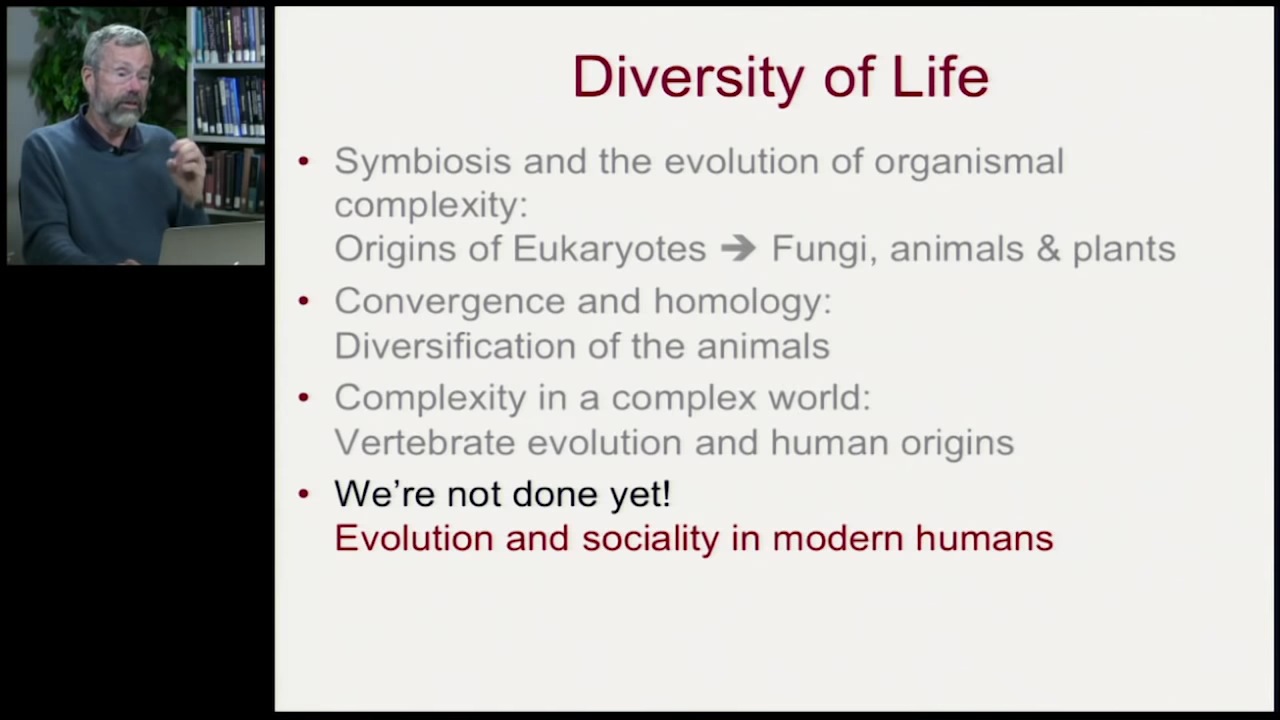 Diversity of Life
• Symbiosis and the evolution of organismal
complexity:
Origins of Eukaryotes ➔ Fungi, animals & plants
• Convergence and homology:
Diversification of the animals
• Complexity in a complex world:
Vertebrate evolution and human origins
• We’re not done yet!
Evolution and sociality in modern humans